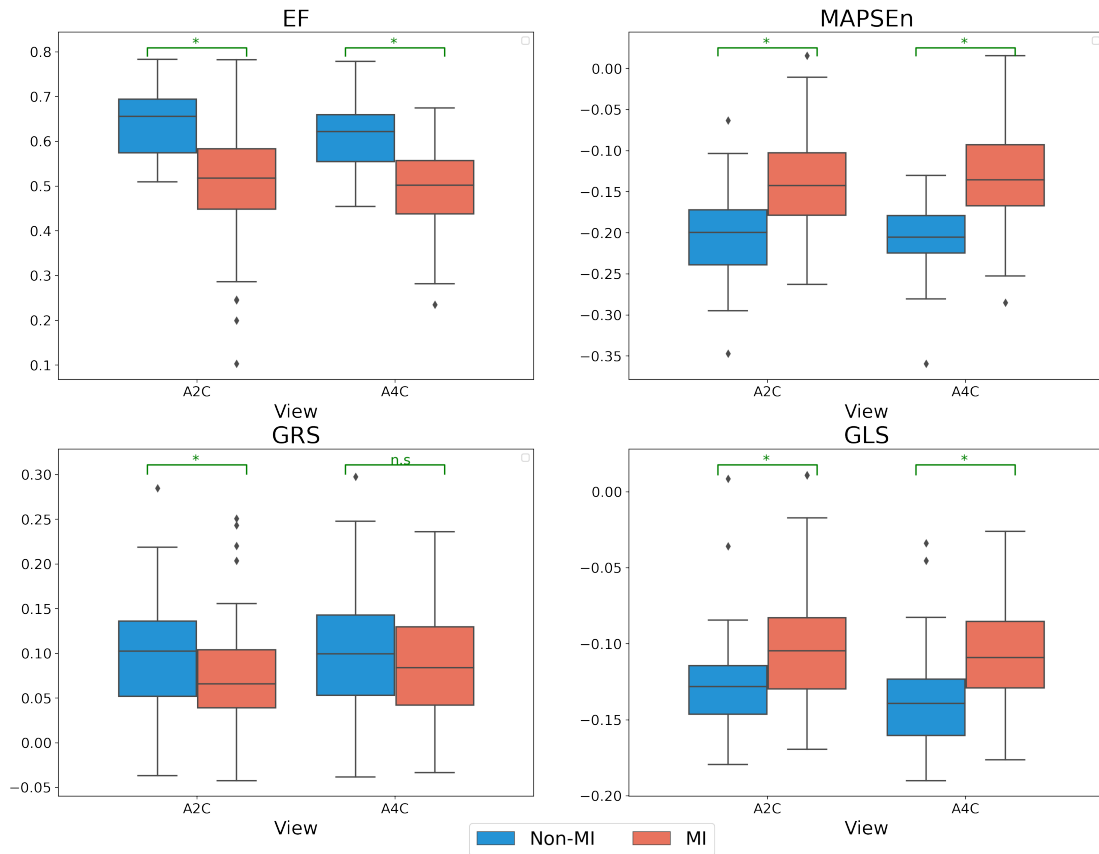 EF
*
*
0.8
0.7
0.6
0.5
0.4
0.3
0.2
0.1
A2C
A4C
View
MAPSEn
*
*
0.00
−0.05
−0.10
−0.15
−0.20
−0.25
−0.30
−0.35
A2C
A4C
View
GRS
*
n.s
0.30
0.25
0.20
0.15
0.10
0.05
0.00
−0.05
A2C
A4C
View
GLS
*
*
0.00
−0.05
−0.10
−0.15
−0.20
A2C
A4C
View
Non-MI
MI